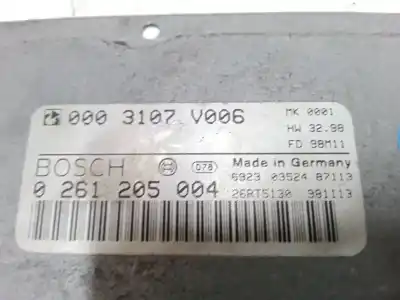 000 3107 V006
MK 0001
HW 32.98
FD 98M11
BOSCH
078
Made in Germany
0 261 205 004
6923 03524 87113
26RT5130 981113